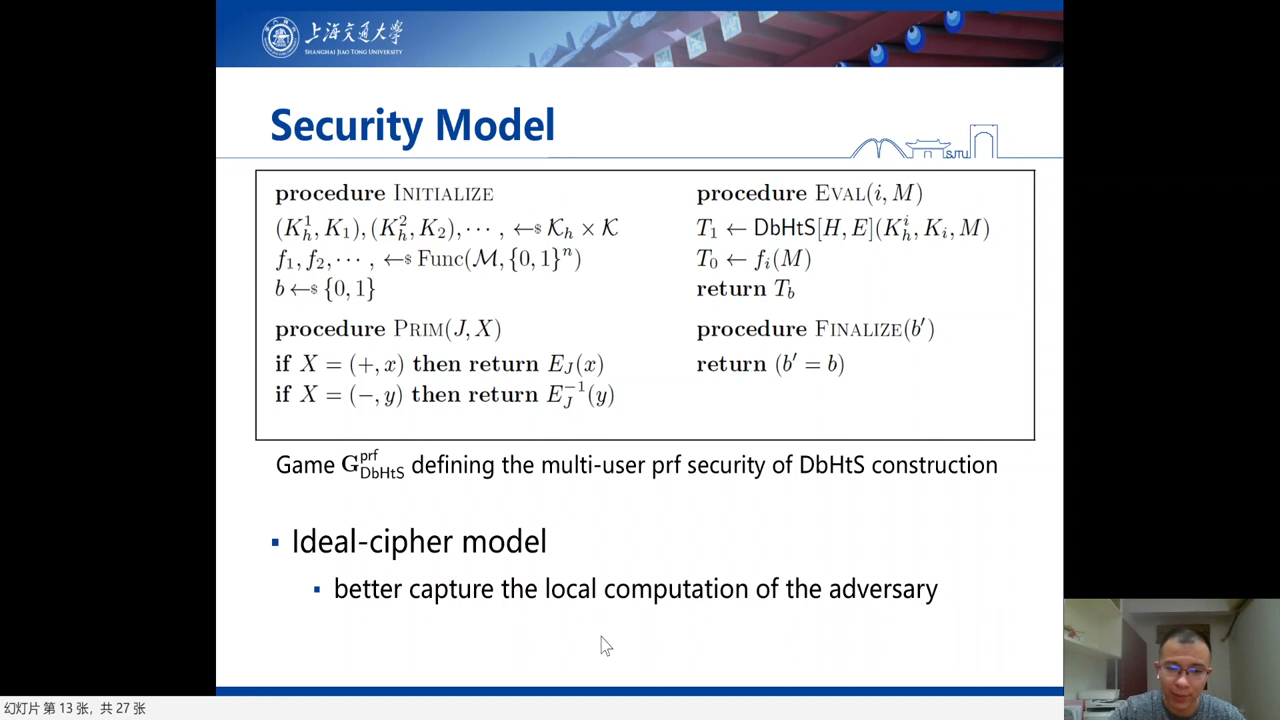 上海交通大学
SHANGHAI JIAO TONG UNIVERSITY
Security Model
SJTU
procedure INITIALIZE
(K_h^1, K_1), (K_h^2, K_2), ··· , ←$ 𝒦_h × 𝒦
f_1, f_2, ··· , ←$ Func(ℳ, {0, 1}^n)
b ←$ {0, 1}
procedure PRIM(J, X)
if X = (+, x) then return E_J(x)
if X = (−, y) then return E_J^{−1}(y)
procedure EVAL(i, M)
T_1 ← DbHtS[H, E](K_h^i, K_i, M)
T_0 ← f_i(M)
return T_b
procedure FINALIZE(b′)
return (b′ = b)
Game G_{DbHtS}^{prf} defining the multi-user prf security of DbHtS construction
▪ Ideal-cipher model
▪ better capture the local computation of the adversary
幻灯片 第 13 张，共 27 张